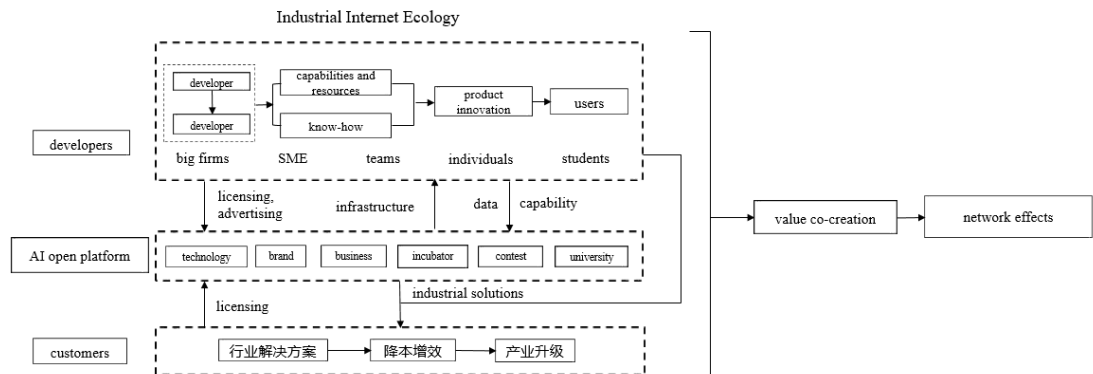 Industrial Internet Ecology
developer
developer
capabilities and
resources
know-how
product
innovation
users
developers
big firms
SME
teams
individuals
students
licensing,
advertising
infrastructure
data
capability
value co-creation
network effects
AI open platform
technology
brand
business
incubator
contest
university
industrial solutions
licensing
customers
行业解决方案
降本增效
产业升级